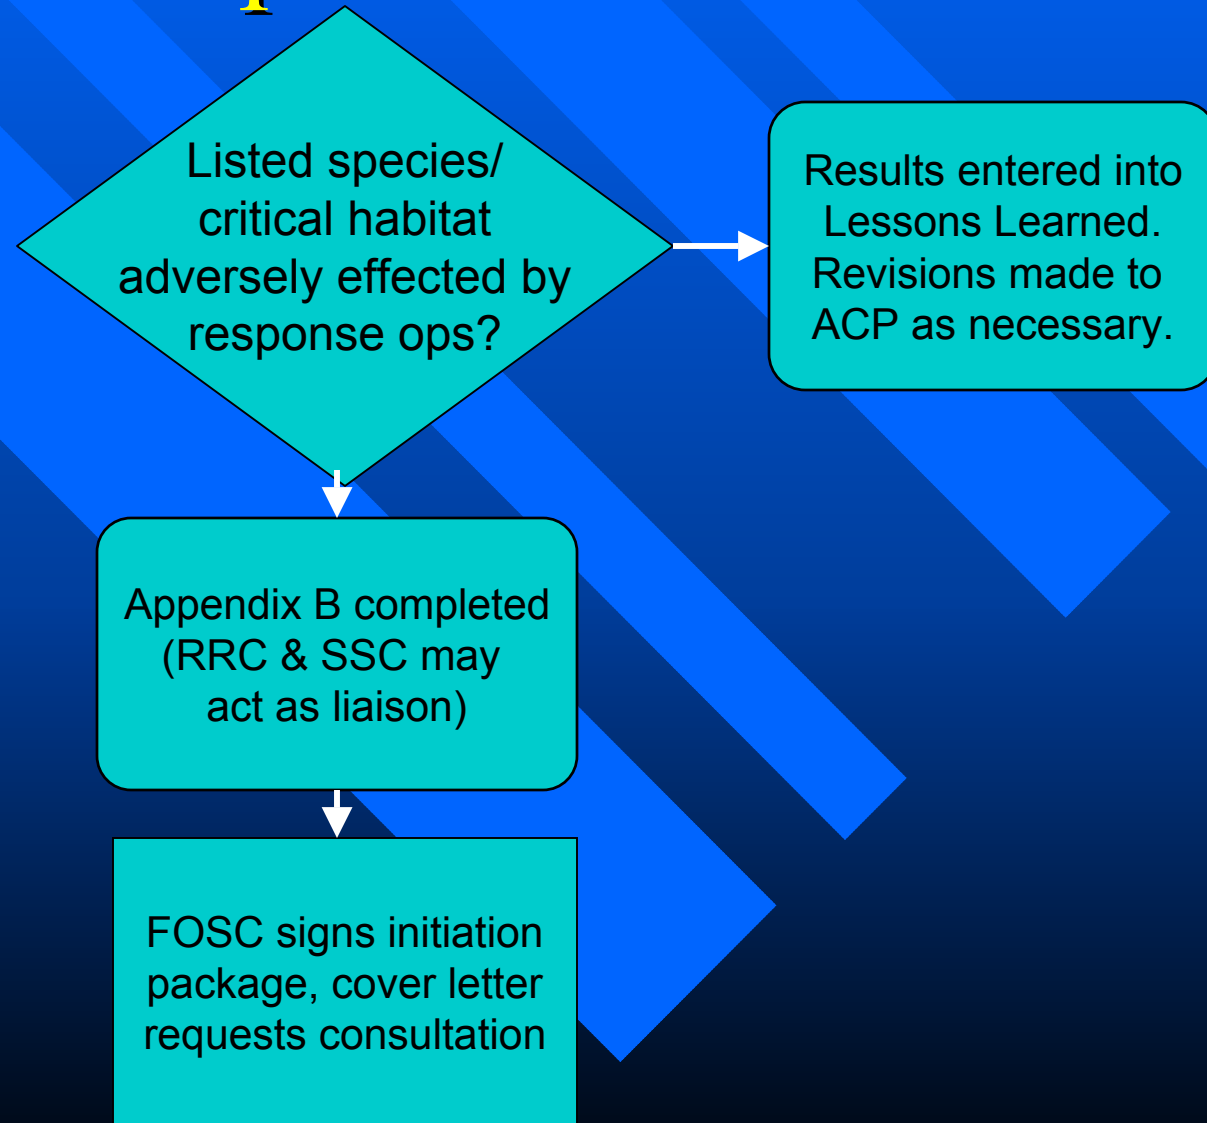 Listed species/
critical habitat
adversely effected by
response ops?
Results entered into
Lessons Learned.
Revisions made to
ACP as necessary.
Appendix B completed
(RRC & SSC may
act as liaison)
FOSC signs initiation
package, cover letter
requests consultation